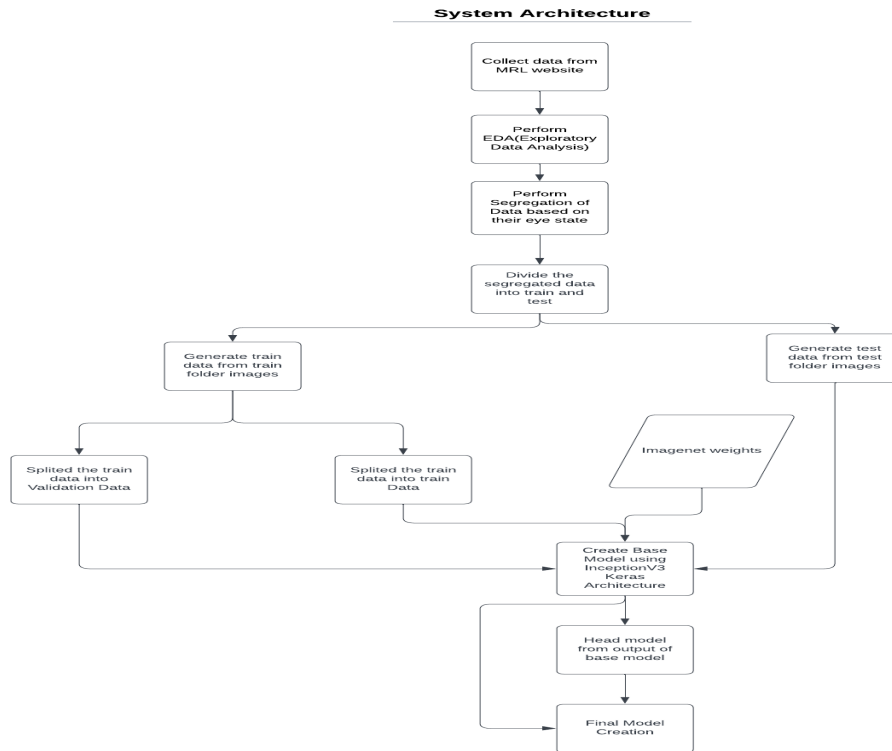 System Architecture
Collect data from
MRL website
Perform
EDA(Exploratory
Data Analysis)
Perform
Segregation of
Data based on
their eye state
Divide the
segregated data
into train and
test
Generate train
data from train
folder images
Generate test
data from test
folder images
Splited the train
data into
Validation Data
Splited the train
data into train
Data
Imagenet weights
Create Base
Model using
InceptionV3
Keras
Architecture
Head model
from output of
base model
Final Model
Creation